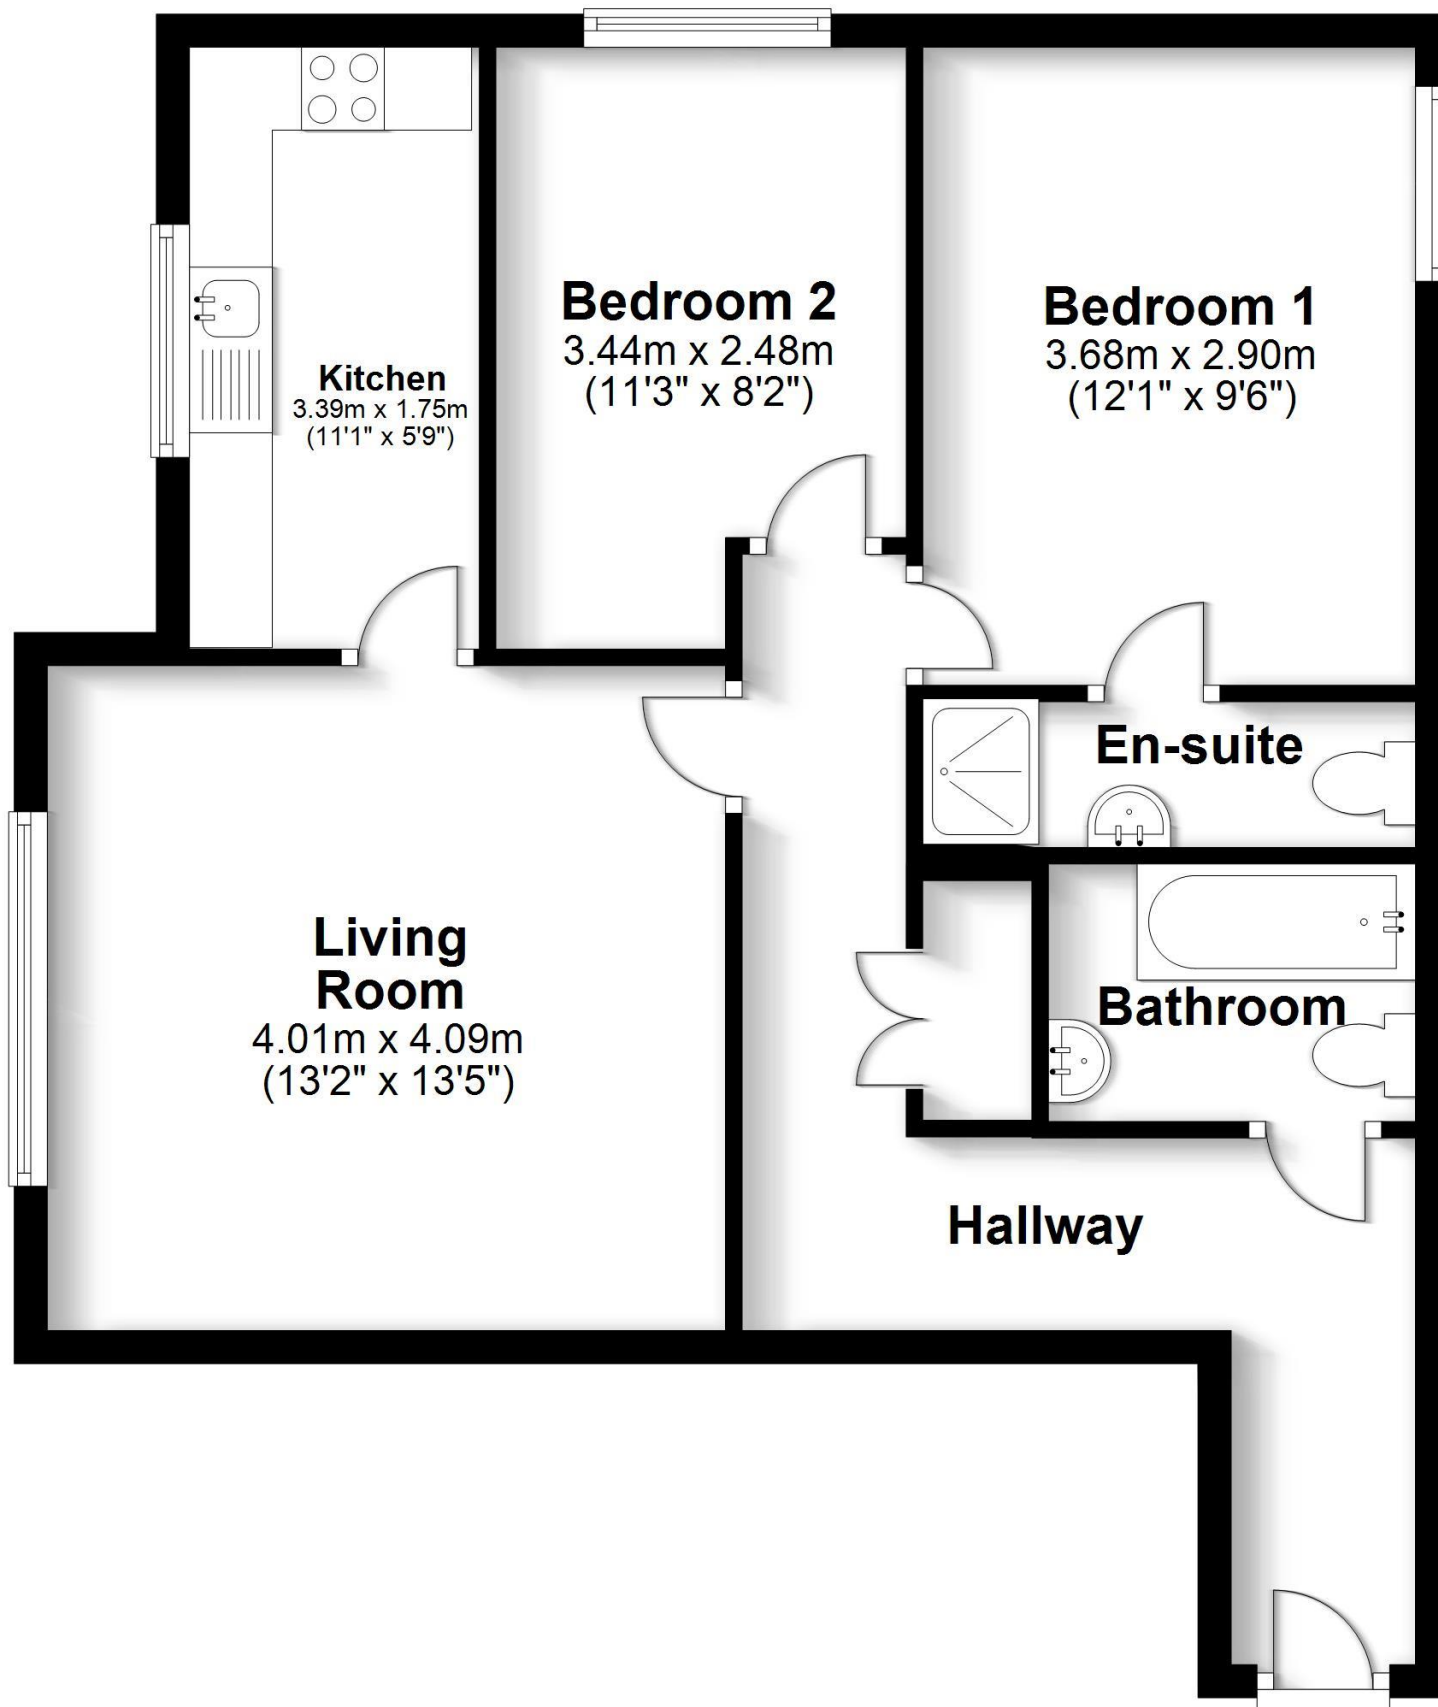 Bedroom 2
3.44m x 2.48m
(11'3" x 8'2")
Bedroom 1
3.68m x 2.90m
(12'1" x 9'6")
Kitchen
3.39m x 1.75m
(11'1" x 5'9")
En-suite
Living
Room
4.01m x 4.09m
(13'2" x 13'5")
Bathroom
Hallway